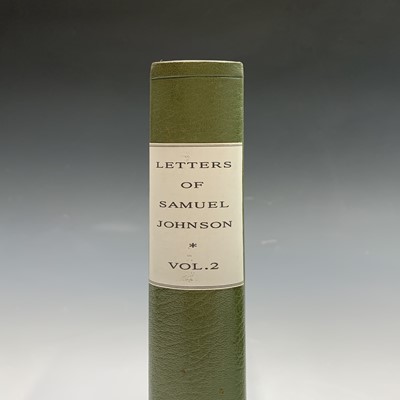 LETTERS
OF
SAMUEL
JOHNSON
*
VOL.2